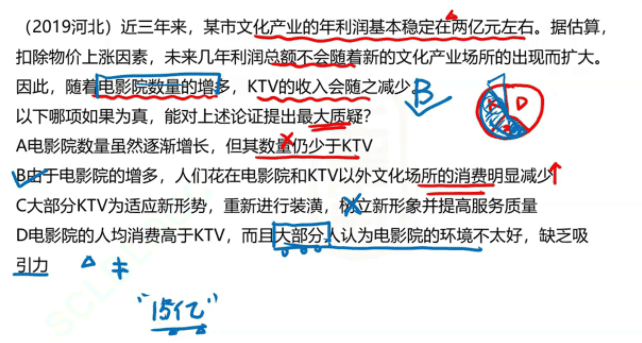 （2019河北）近三年来，某市文化产业的年利润基本稳定在两亿元左右。据估算，
扣除物价上涨因素，未来几年利润总额不会随着新的文化产业场所的出现而扩大。
因此，随着电影院数量的增多，KTV的收入会随之减少。
B
D
以下哪项如果为真，能对上述论证提出最大质疑？
A电影院数量虽然逐渐增长，但其数量仍少于KTV
B由于电影院的增多，人们花在电影院和KTV以外文化场所的消费明显减少
C大部分KTV为适应新形势，重新进行装潢，树立新形象并提高服务质量
D电影院的人均消费高于KTV，而且大部分人认为电影院的环境不太好，缺乏吸
引力
≠
“15亿”